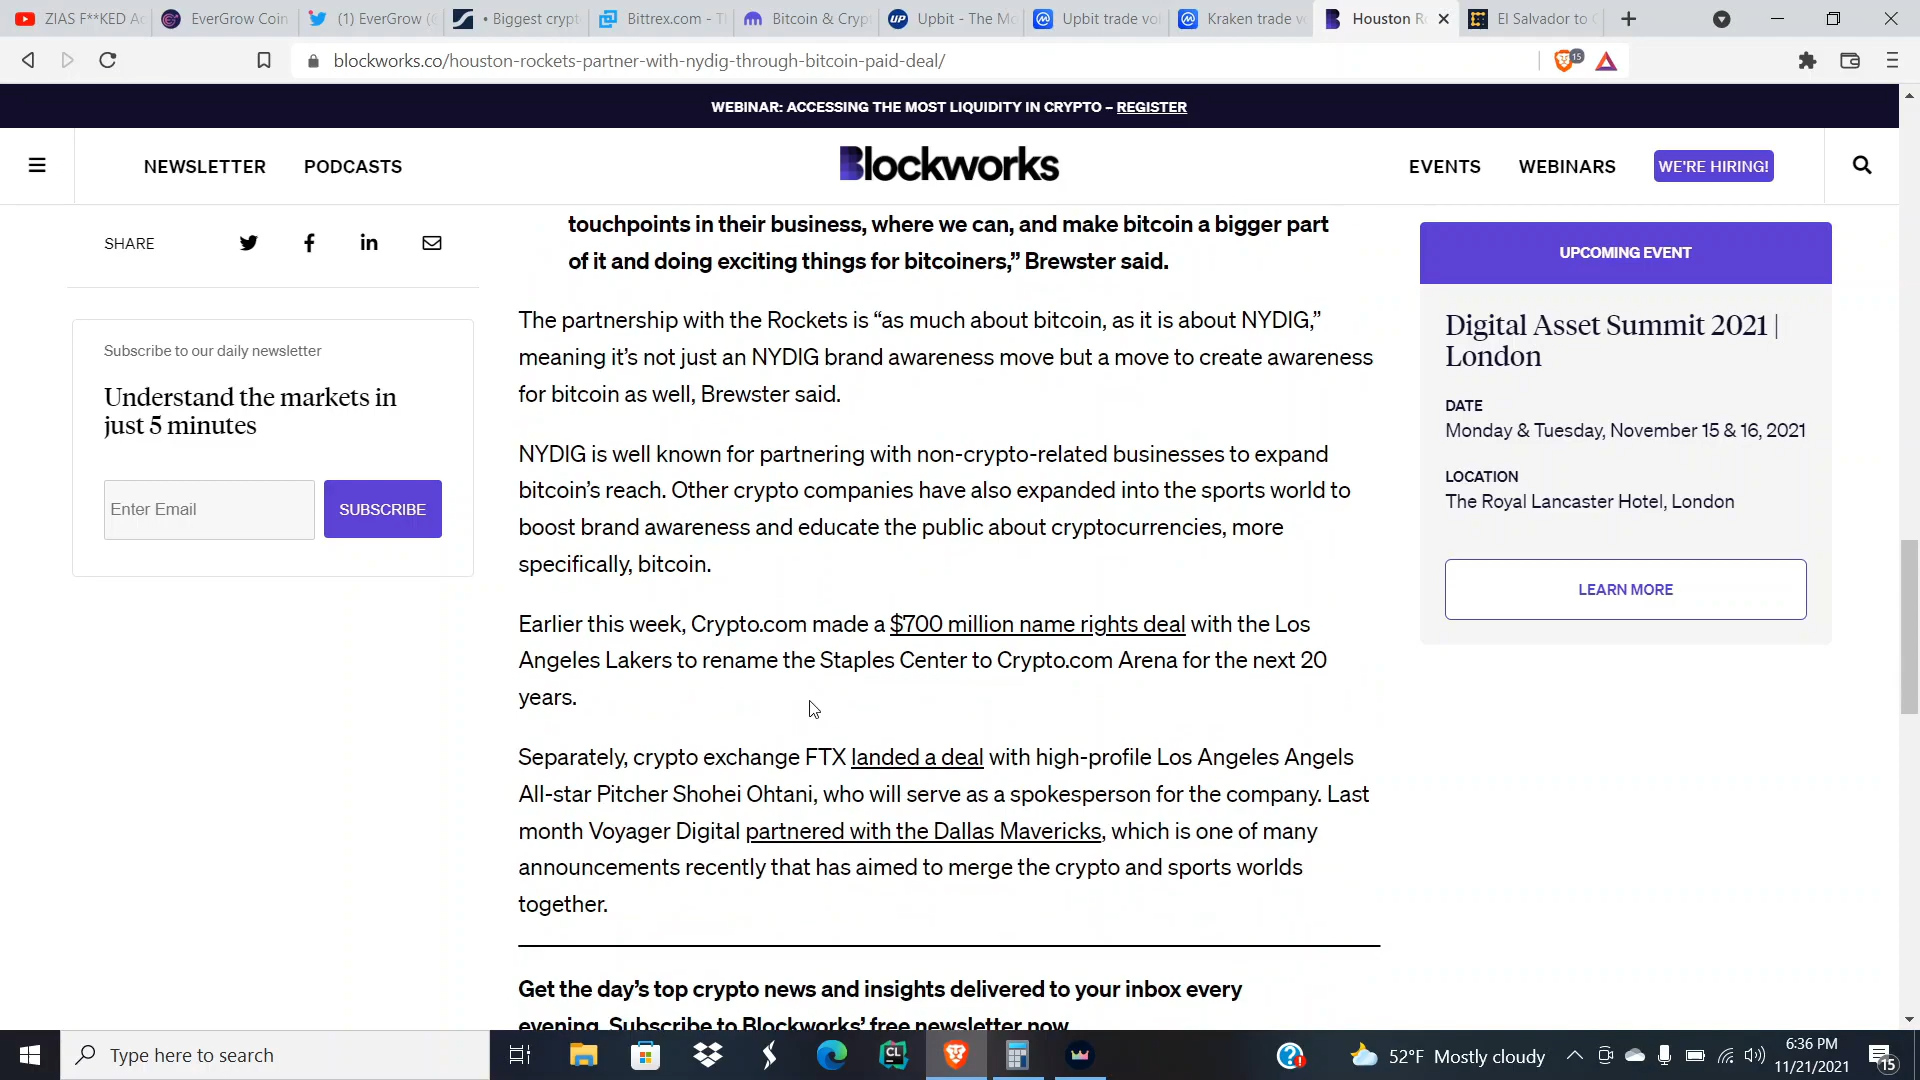 ZIAS F**KED A
EverGrow Coin
(1) EverGrow (
• Biggest crypt
Bittrex.com - T
Bitcoin & Cryp
UP
Upbit - The Mo
Upbit trade vol
Kraken trade v
Houston R
El Salvador to
blockworks.co/houston-rockets-partner-with-nydig-through-bitcoin-paid-deal/
15
WEBINAR: ACCESSING THE MOST LIQUIDITY IN CRYPTO – REGISTER
NEWSLETTER
PODCASTS
Blockworks
EVENTS
WEBINARS
WE'RE HIRING!
SHARE
Subscribe to our daily newsletter
Understand the markets in
just 5 minutes
Enter Email
SUBSCRIBE
touchpoints in their business, where we can, and make bitcoin a bigger part
of it and doing exciting things for bitcoiners,” Brewster said.
The partnership with the Rockets is “as much about bitcoin, as it is about NYDIG,”
meaning it’s not just an NYDIG brand awareness move but a move to create awareness
for bitcoin as well, Brewster said.
NYDIG is well known for partnering with non-crypto-related businesses to expand
bitcoin’s reach. Other crypto companies have also expanded into the sports world to
boost brand awareness and educate the public about cryptocurrencies, more
specifically, bitcoin.
Earlier this week, Crypto.com made a $700 million name rights deal with the Los
Angeles Lakers to rename the Staples Center to Crypto.com Arena for the next 20
years.
Separately, crypto exchange FTX landed a deal with high-profile Los Angeles Angels
All-star Pitcher Shohei Ohtani, who will serve as a spokesperson for the company. Last
month Voyager Digital partnered with the Dallas Mavericks, which is one of many
announcements recently that has aimed to merge the crypto and sports worlds
together.
Get the day’s top crypto news and insights delivered to your inbox every
evening. Subscribe to Blockworks’ free newsletter now.
UPCOMING EVENT
Digital Asset Summit 2021 |
London
DATE
Monday & Tuesday, November 15 & 16, 2021
LOCATION
The Royal Lancaster Hotel, London
LEARN MORE
Type here to search
CL
52°F Mostly cloudy
6:36 PM
11/21/2021
15